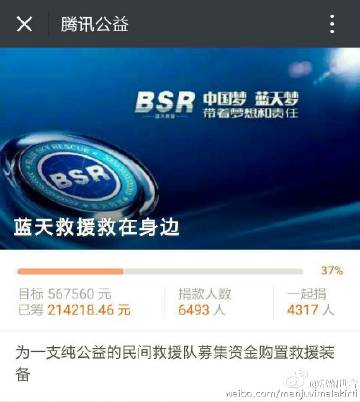 腾讯公益
BSR 中国梦 蓝天梦
带着梦想和责任
BLUE SKY RESCUE
BSR
蓝天救援救在身边
37%
目标 567560 元
已筹 214218.46 元
捐款人数
6493 人
一起捐
4317 人
为一支纯公益的民间救援队募集资金购置救援装
备
weibo.com/manjuvimalakirti